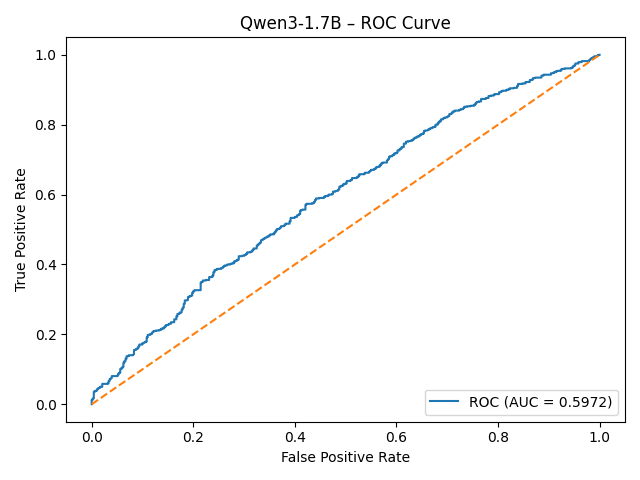 Qwen3-1.7B – ROC Curve
True Positive Rate
1.0
0.8
0.6
0.4
0.2
0.0
0.0 0.2 0.4 0.6 0.8 1.0
False Positive Rate
ROC (AUC = 0.5972)